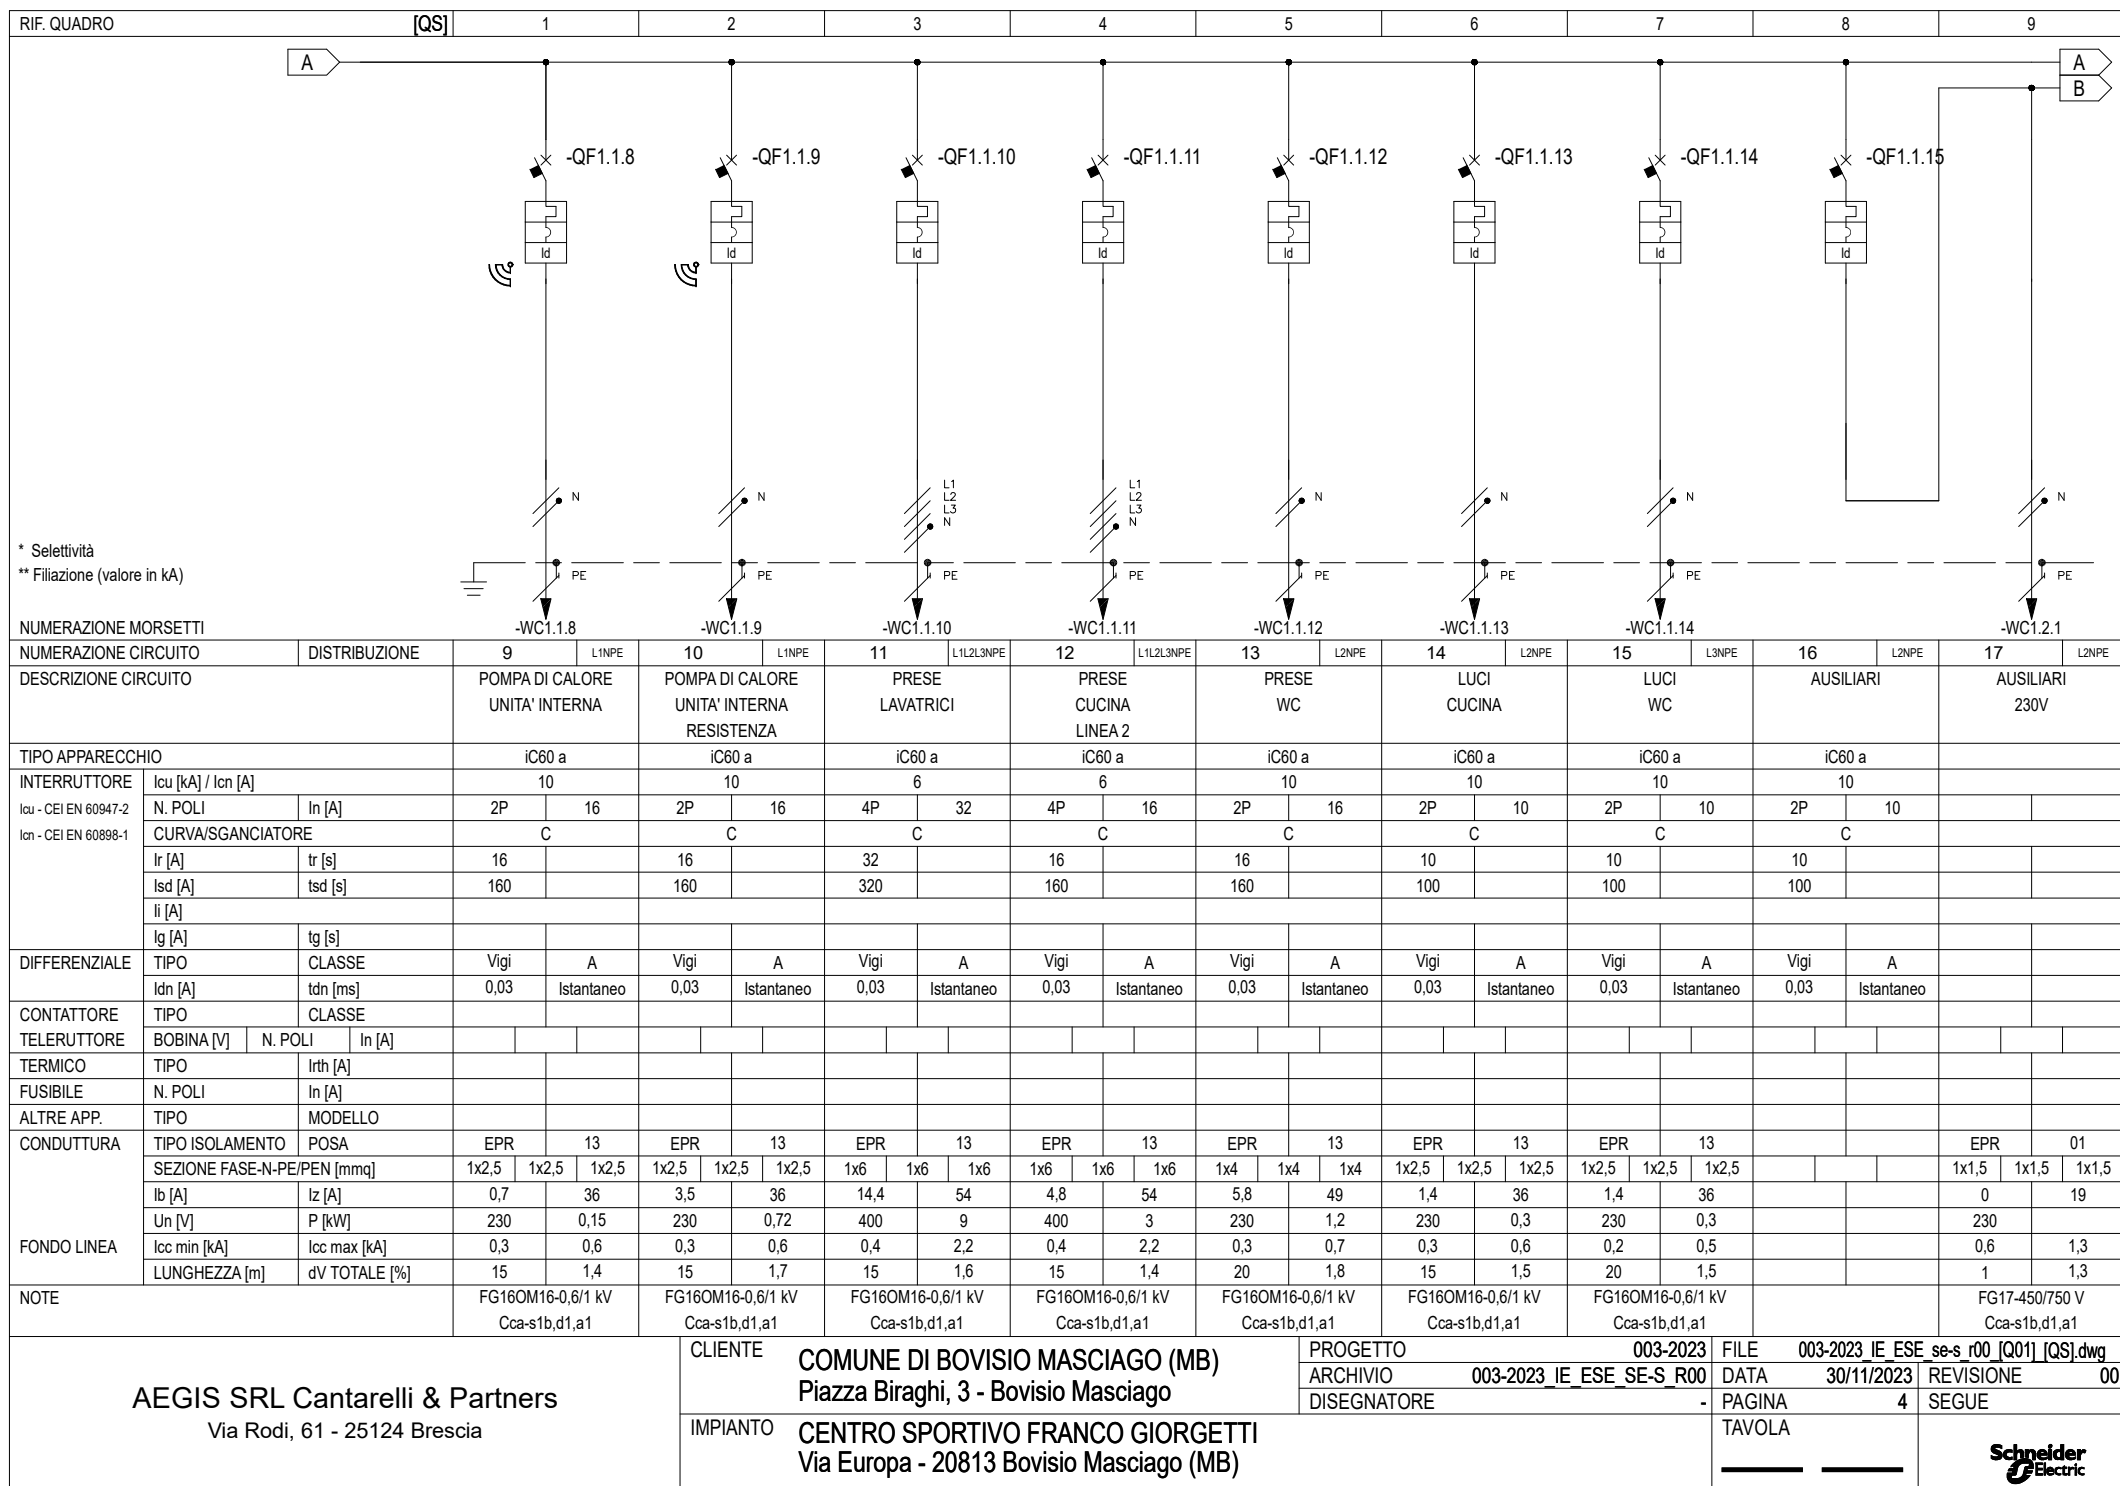 RIF. QUADRO [QS] 1 2 3 4 5 6 7 8 9
A A
B
-QF1.1.8 -QF1.1.9 -QF1.1.10 -QF1.1.11 -QF1.1.12 -QF1.1.13 -QF1.1.14 -QF1.1.15
Id Id Id Id Id Id Id Id
L1 L1
N N L2 L2 N N N N
L3 L3
N N
* Selettività
** Filiazione (valore in kA)
PE PE PE PE PE PE PE PE
NUMERAZIONE MORSETTI -WC1.1.8 -WC1.1.9 -WC1.1.10 -WC1.1.11 -WC1.1.12 -WC1.1.13 -WC1.1.14 -WC1.2.1
NUMERAZIONE CIRCUITO DISTRIBUZIONE 9 L1NPE 10 L1NPE 11 L1L2L3NPE 12 L1L2L3NPE 13 L2NPE 14 L2NPE 15 L3NPE 16 L2NPE 17 L2NPE
DESCRIZIONE CIRCUITO POMPA DI CALORE POMPA DI CALORE PRESE PRESE PRESE LUCI LUCI AUSILIARI AUSILIARI
UNITA' INTERNA UNITA' INTERNA LAVATRICI CUCINA WC CUCINA WC 230V
RESISTENZA LINEA 2
TIPO APPARECCHIO iC60 a iC60 a iC60 a iC60 a iC60 a iC60 a iC60 a iC60 a
INTERRUTTORE Icu [kA] / Icn [A] 10 10 6 6 10 10 10 10
Icu - CEI EN 60947-2 N. POLI In [A] 2P 16 2P 16 4P 32 4P 16 2P 16 2P 10 2P 10 2P 10
Icn - CEI EN 60898-1 CURVA/SGANCIATORE C C C C C C C C
Ir [A] tr [s] 16 16 32 16 16 10 10 10
Isd [A] tsd [s] 160 160 320 160 160 100 100 100
Ii [A]
Ig [A] tg [s]
DIFFERENZIALE TIPO CLASSE Vigi A Vigi A Vigi A Vigi A Vigi A Vigi A Vigi A Vigi A
Idn [A] tdn [ms] 0,03 Istantaneo 0,03 Istantaneo 0,03 Istantaneo 0,03 Istantaneo 0,03 Istantaneo 0,03 Istantaneo 0,03 Istantaneo 0,03 Istantaneo
CONTATTORE TIPO CLASSE
TELERUTTORE BOBINA [V] N. POLI In [A]
TERMICO TIPO Irth [A]
FUSIBILE N. POLI In [A]
ALTRE APP. TIPO MODELLO
CONDUTTURA TIPO ISOLAMENTO POSA EPR 13 EPR 13 EPR 13 EPR 13 EPR 13 EPR 13 EPR 13 EPR 01
SEZIONE FASE-N-PE/PEN [mmq] 1x2,5 1x2,5 1x2,5 1x2,5 1x2,5 1x2,5 1x6 1x6 1x6 1x6 1x6 1x6 1x4 1x4 1x4 1x2,5 1x2,5 1x2,5 1x2,5 1x2,5 1x2,5 1x1,5 1x1,5 1x1,5
Ib [A] Iz [A] 0,7 36 3,5 36 14,4 54 4,8 54 5,8 49 1,4 36 1,4 36 0 19
Un [V] P [kW] 230 0,15 230 0,72 400 9 400 3 230 1,2 230 0,3 230 0,3 230
FONDO LINEA Icc min [kA] Icc max [kA] 0,3 0,6 0,3 0,6 0,4 2,2 0,4 2,2 0,3 0,7 0,3 0,6 0,2 0,5 0,6 1,3
LUNGHEZZA [m] dV TOTALE [%] 15 1,4 15 1,7 15 1,6 15 1,4 20 1,8 15 1,5 20 1,5 1 1,3
NOTE FG16OM16-0,6/1 kV FG16OM16-0,6/1 kV FG16OM16-0,6/1 kV FG16OM16-0,6/1 kV FG16OM16-0,6/1 kV FG16OM16-0,6/1 kV FG16OM16-0,6/1 kV FG17-450/750 V
Cca-s1b,d1,a1 Cca-s1b,d1,a1 Cca-s1b,d1,a1 Cca-s1b,d1,a1 Cca-s1b,d1,a1 Cca-s1b,d1,a1 Cca-s1b,d1,a1 Cca-s1b,d1,a1
AEGIS SRL Cantarelli & Partners
Via Rodi, 61 - 25124 Brescia
CLIENTE COMUNE DI BOVISIO MASCIAGO (MB)
Piazza Biraghi, 3 - Bovisio Masciago
IMPIANTO CENTRO SPORTIVO FRANCO GIORGETTI
Via Europa - 20813 Bovisio Masciago (MB)
PROGETTO 003-2023 FILE 003-2023_IE_ESE_se-s_r00_[Q01]_[QS].dwg
ARCHIVIO 003-2023_IE_ESE_SE-S_R00 DATA 30/11/2023 REVISIONE 00
DISEGNATORE - PAGINA 4 SEGUE
TAVOLA
Schneider
Electric